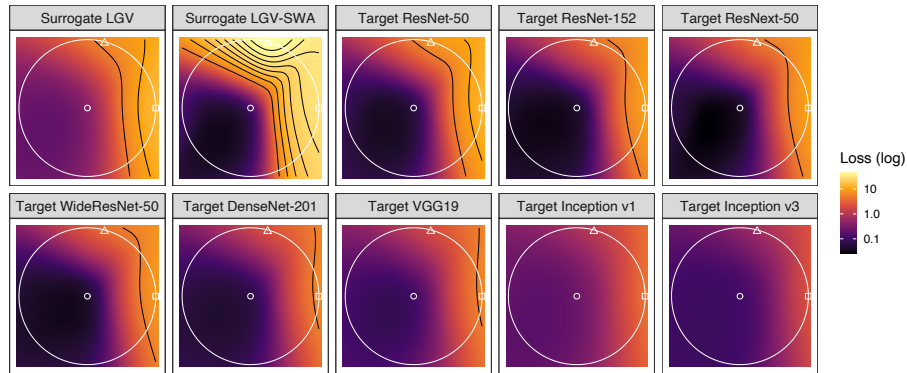 Surrogate LGV
Surrogate LGV-SWA
Target ResNet-50
Target ResNet-152
Target ResNext-50
Target WideResNet-50
Target DenseNet-201
Target VGG19
Target Inception v1
Target Inception v3
Loss (log)
10
1.0
0.1